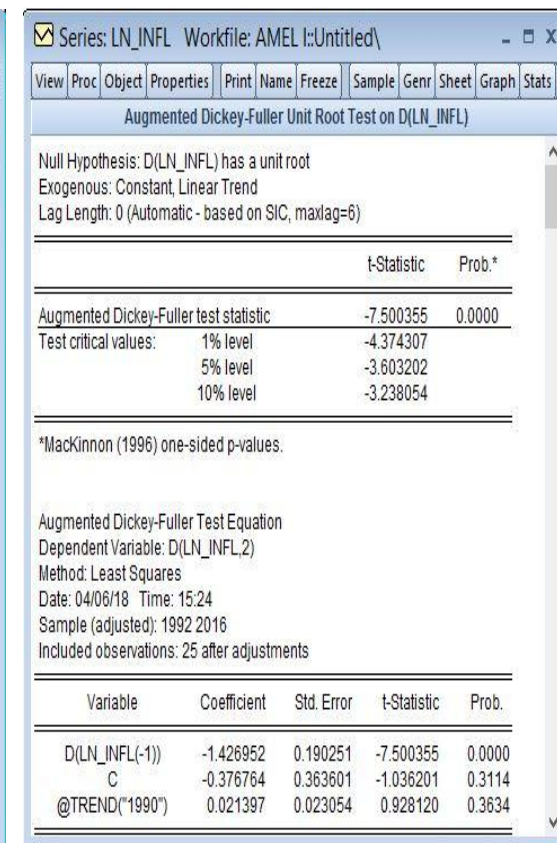 Series: LN_INFL Workfile: AMEL I::Untitled\
View Proc Object Properties Print Name Freeze Sample Genr Sheet Graph Stats
Augmented Dickey-Fuller Unit Root Test on D(LN_INFL)
Null Hypothesis: D(LN_INFL) has a unit root
Exogenous: Constant, Linear Trend
Lag Length: 0 (Automatic - based on SIC, maxlag=6)
t-Statistic Prob.*
Augmented Dickey-Fuller test statistic -7.500355 0.0000
Test critical values: 1% level -4.374307
5% level -3.603202
10% level -3.238054
*MacKinnon (1996) one-sided p-values.
Augmented Dickey-Fuller Test Equation
Dependent Variable: D(LN_INFL,2)
Method: Least Squares
Date: 04/06/18 Time: 15:24
Sample (adjusted): 1992 2016
Included observations: 25 after adjustments
Variable Coefficient Std. Error t-Statistic Prob.
D(LN_INFL(-1)) -1.426952 0.190251 -7.500355 0.0000
C -0.376764 0.363601 -1.036201 0.3114
@TREND("1990") 0.021397 0.023054 0.928120 0.3634